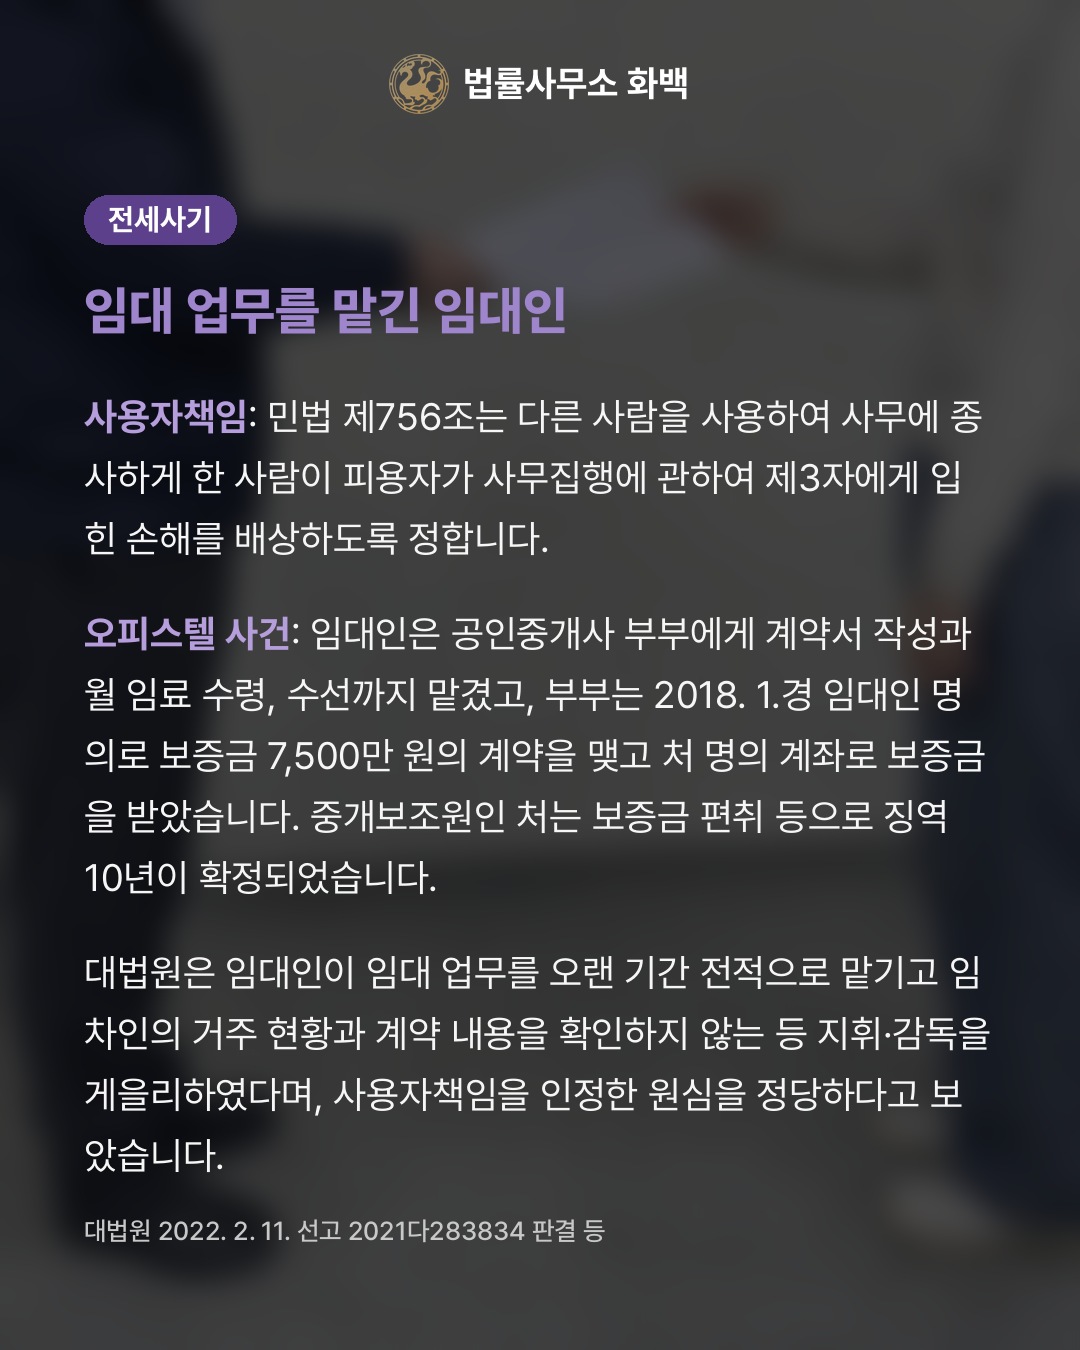 법률사무소 화백
전세사기
임대 업무를 맡긴 임대인
사용자책임: 민법 제756조는 다른 사람을 사용하여 사무에 종
사하게 한 사람이 피용자가 사무집행에 관하여 제3자에게 입
힌 손해를 배상하도록 정합니다.
오피스텔 사건: 임대인은 공인중개사 부부에게 계약서 작성과
월 임료 수령, 수선까지 맡겼고, 부부는 2018. 1.경 임대인 명
의로 보증금 7,500만 원의 계약을 맺고 처 명의 계좌로 보증금
을 받았습니다. 중개보조원인 처는 보증금 편취 등으로 징역
10년이 확정되었습니다.
대법원은 임대인이 임대 업무를 오랜 기간 전적으로 맡기고 임
차인의 거주 현황과 계약 내용을 확인하지 않는 등 지휘·감독을
게을리하였다며, 사용자책임을 인정한 원심을 정당하다고 보
았습니다.
대법원 2022. 2. 11. 선고 2021다283834 판결 등